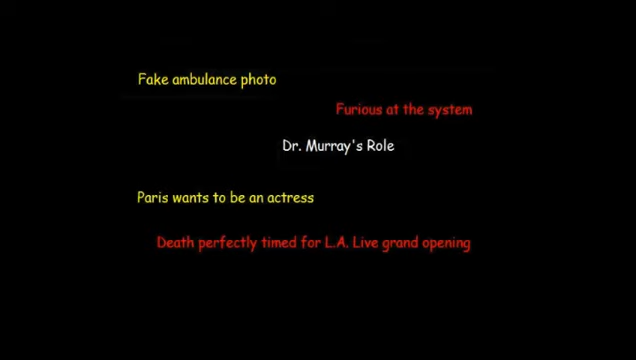 Fake ambulance photo
Furious at the system
Dr. Murray's Role
Paris wants to be an actress
Death perfectly timed for L.A. Live grand opening